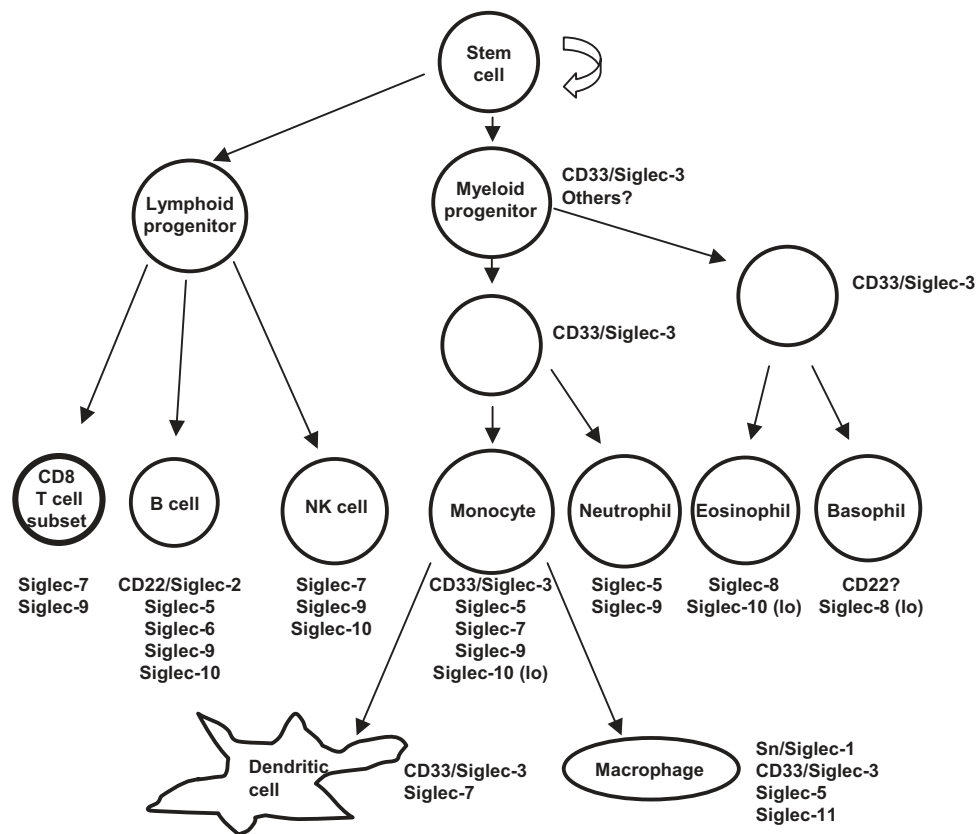 Stem
cell
Myeloid
progenitor
CD33/Siglec-3
Others?
Lymphoid
progenitor
CD33/Siglec-3
CD33/Siglec-3
CD8
T cell
subset
B cell
NK cell
Monocyte
Neutrophil
Eosinophil
Basophil
Siglec-7
Siglec-9
CD22/Siglec-2
Siglec-5
Siglec-6
Siglec-9
Siglec-10
Siglec-7
Siglec-9
Siglec-10
CD33/Siglec-3
Siglec-5
Siglec-7
Siglec-9
Siglec-10 (lo)
Siglec-5
Siglec-9
Siglec-8
Siglec-10 (lo)
CD22?
Siglec-8 (lo)
Dendritic
cell
CD33/Siglec-3
Siglec-7
Macrophage
Sn/Siglec-1
CD33/Siglec-3
Siglec-5
Siglec-11